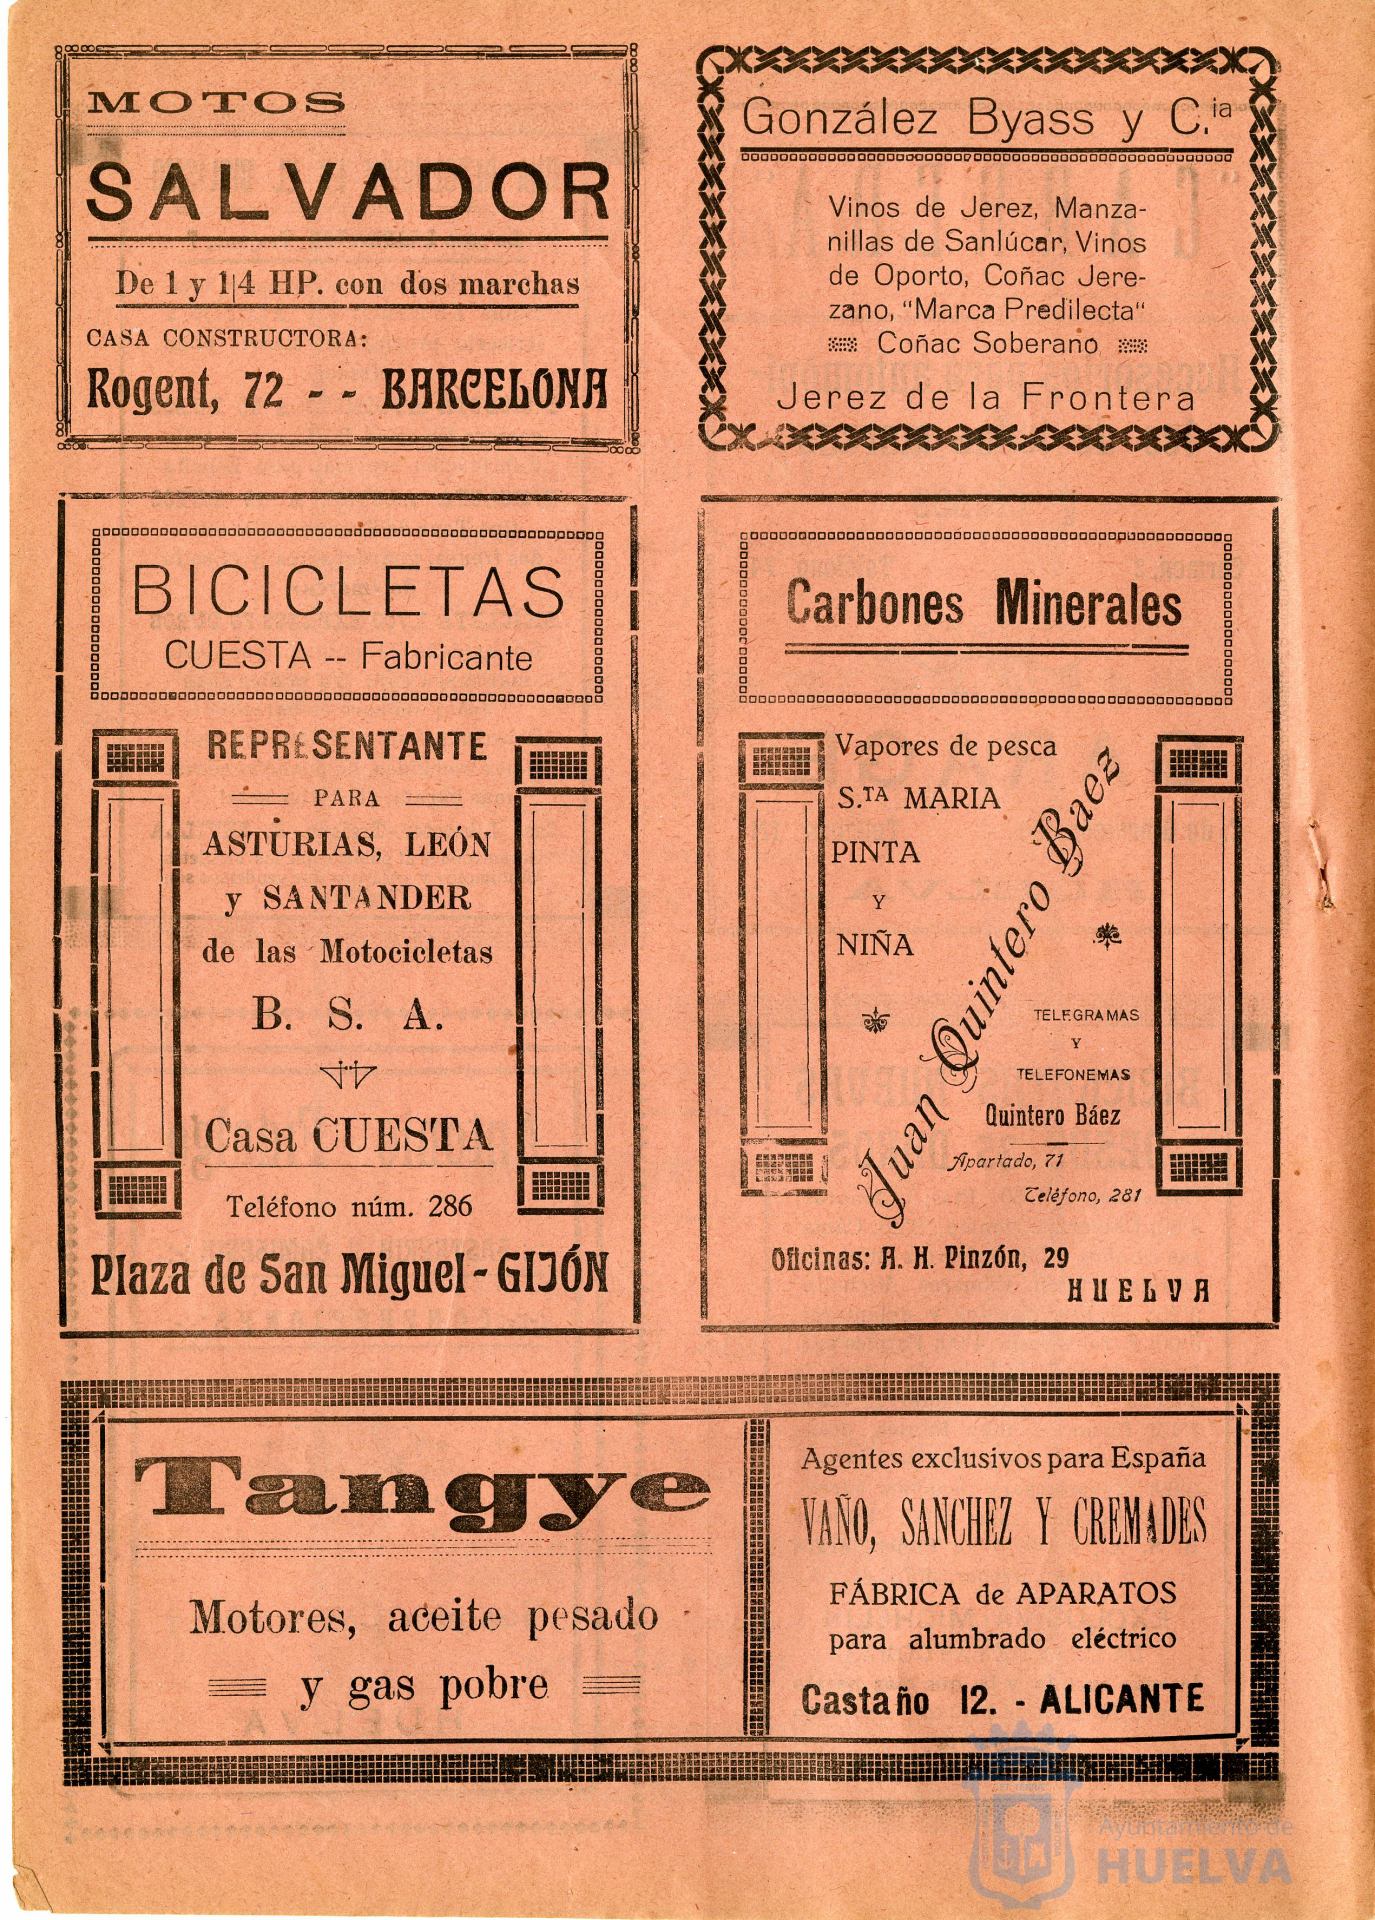 MOTOS
SALVADOR
De 1 y 1|4 HP. con dos marchas
CASA CONSTRUCTORA:
Rogent, 72 - - BARCELONA
González Byass y C.ia
Vinos de Jerez, Manza-
nillas de Sanlúcar, Vinos
de Oporto, Coñac Jere-
zano, "Marca Predilecta"
Coñac Soberano
Jerez de la Frontera
BICICLETAS
CUESTA -- Fabricante
REPRESENTANTE
PARA
ASTURIAS, LEÓN
y SANTANDER
de las Motocicletas
B. S. A.
Casa CUESTA
Teléfono núm. 286
Plaza de San Miguel - GIJÓN
Carbones Minerales
Vapores de pesca
S.TA MARIA
PINTA
Y
NIÑA
Juan Quintero Baez
TELEGRAMAS
Y
TELEFONEMAS
Quintero Báez
Apartado, 71
Teléfono, 281
Oficinas: A. H. Pinzón, 29
HUELVA
Tangye
Motores, aceite pesado
y gas pobre
Agentes exclusivos para España
VAÑO, SANCHEZ Y CREMADES
FÁBRICA de APARATOS
para alumbrado eléctrico
Castaño 12. - ALICANTE
Ayuntamiento de
HUELVA